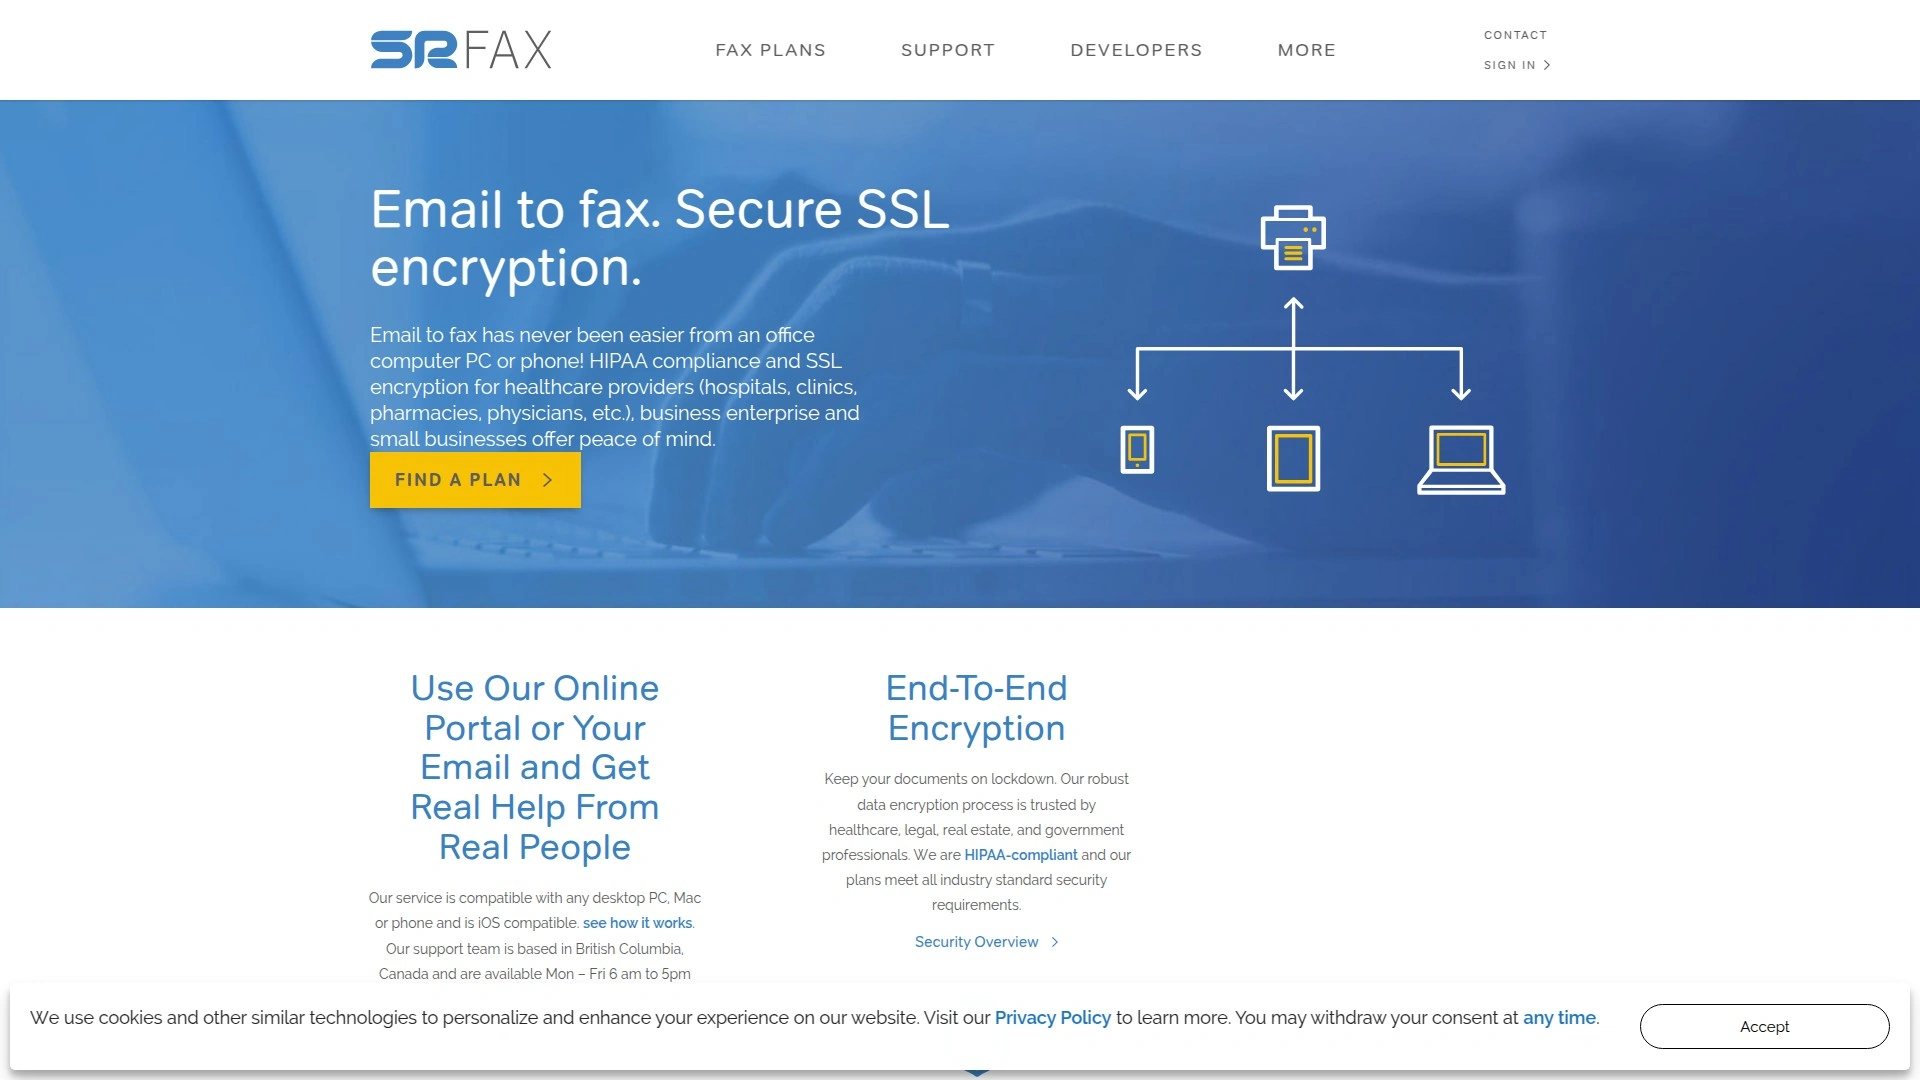 SRFAX
FAX PLANS
SUPPORT
DEVELOPERS
MORE
CONTACT
SIGN IN
Email to fax. Secure SSL
encryption.
Email to fax has never been easier from an office
computer PC or phone! HIPAA compliance and SSL
encryption for healthcare providers (hospitals, clinics,
pharmacies, physicians, etc.), business enterprise and
small businesses offer peace of mind.
FIND A PLAN
Use Our Online
Portal or Your
Email and Get
Real Help From
Real People
Our service is compatible with any desktop PC, Mac
or phone and is iOS compatible. see how it works.
Our support team is based in British Columbia,
Canada and are available Mon – Fri 6 am to 5pm
End-To-End
Encryption
Keep your documents on lockdown. Our robust
data encryption process is trusted by
healthcare, legal, real estate, and government
professionals. We are HIPAA-compliant and our
plans meet all industry standard security
requirements.
Security Overview
We use cookies and other similar technologies to personalize and enhance your experience on our website. Visit our Privacy Policy to learn more. You may withdraw your consent at any time.
Accept